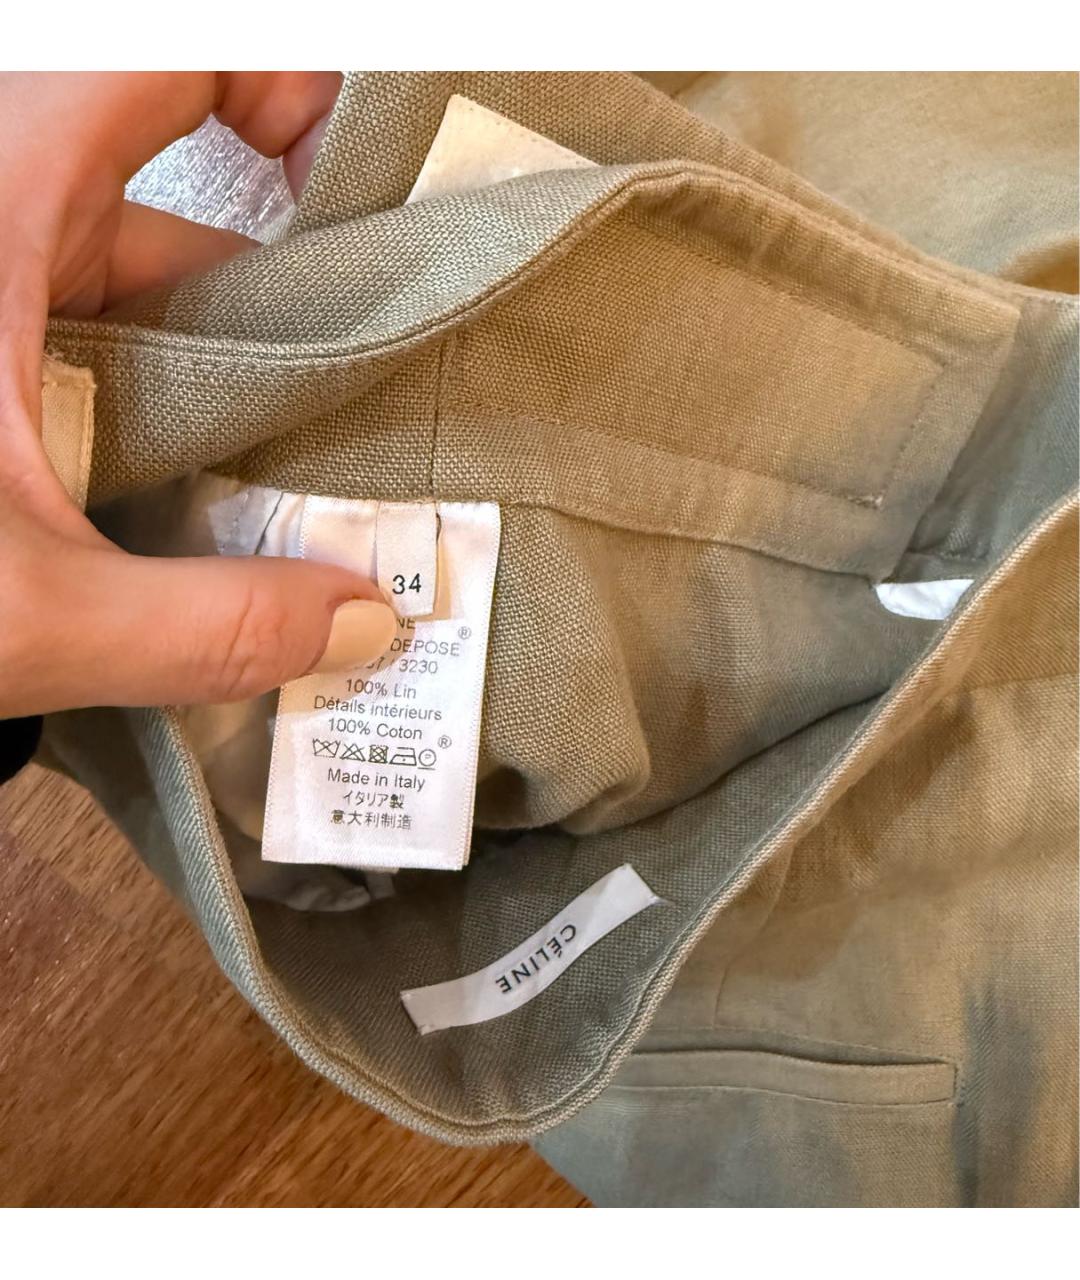 34
DEPOSE®
/ 3230
100% Lin
Détails intérieurs
100% Coton
®
Made in Italy
イタリア製
意大利制造
CÉLINE